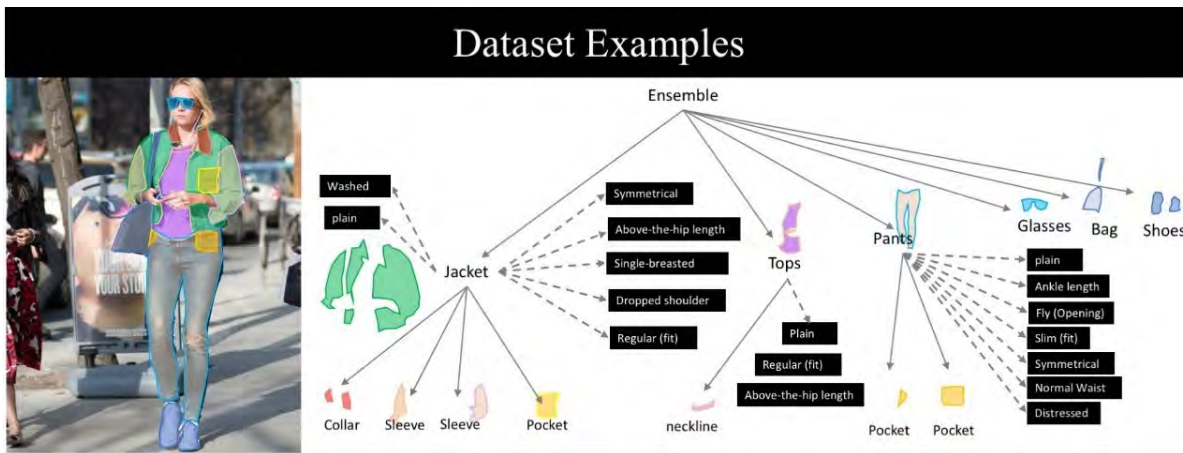 Dataset Examples
Ensemble
Washed
plain
Jacket
Symmetrical
Above-the-hip length
Single-breasted
Dropped shoulder
Regular (fit)
Collar
Sleeve
Sleeve
Pocket
Tops
Plain
Regular (fit)
Above-the-hip length
neckline
Pants
plain
Ankle length
Fly (Opening)
Slim (fit)
Symmetrical
Normal Waist
Distressed
Pocket
Pocket
Glasses
Bag
Shoes